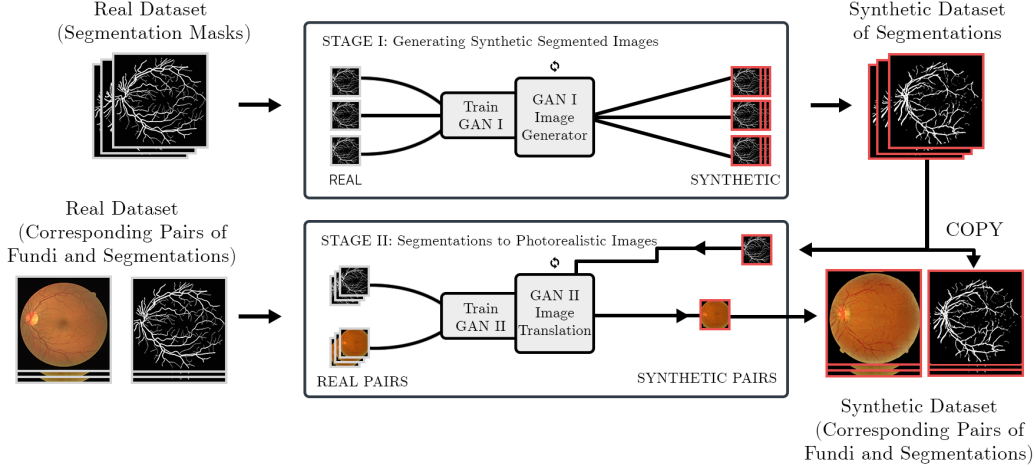 Real Dataset
(Segmentation Masks)
STAGE I: Generating Synthetic Segmented Images
Train
GAN I
GAN I
Image
Generator
REAL
SYNTHETIC
Synthetic Dataset
of Segmentations
COPY
Real Dataset
(Corresponding Pairs of
Fundi and Segmentations)
STAGE II: Segmentations to Photorealistic Images
Train
GAN II
GAN II
Image
Translation
REAL PAIRS
SYNTHETIC PAIRS
Synthetic Dataset
(Corresponding Pairs of
Fundi and Segmentations)